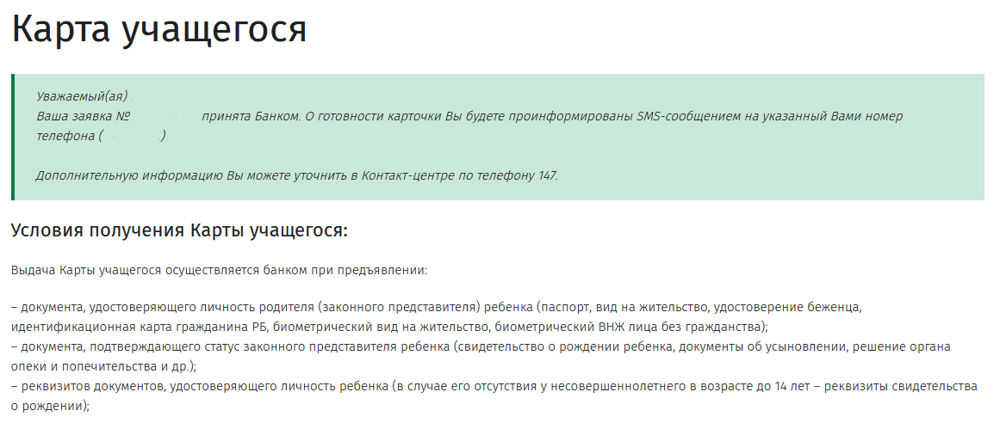 Карта учащегося
Уважаемый(ая)
Ваша заявка № принята Банком. О готовности карточки Вы будете проинформированы SMS-сообщением на указанный Вами номер
телефона ( )
Дополнительную информацию Вы можете уточнить в Контакт-центре по телефону 147.
Условия получения Карты учащегося:
Выдача Карты учащегося осуществляется банком при предъявлении:
– документа, удостоверяющего личность родителя (законного представителя) ребенка (паспорт, вид на жительство, удостоверение беженца,
идентификационная карта гражданина РБ, биометрический вид на жительство, биометрический ВНЖ лица без гражданства);
– документа, подтверждающего статус законного представителя ребенка (свидетельство о рождении ребенка, документы об усыновлении, решение органа
опеки и попечительства и др.);
– реквизитов документов, удостоверяющего личность ребенка (в случае его отсутствия у несовершеннолетнего в возрасте до 14 лет – реквизиты свидетельства
о рождении);